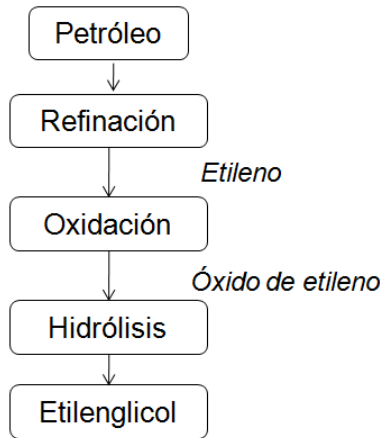 Petróleo
Refinación
Etileno
Oxidación
Óxido de etileno
Hidrólisis
Etilenglicol